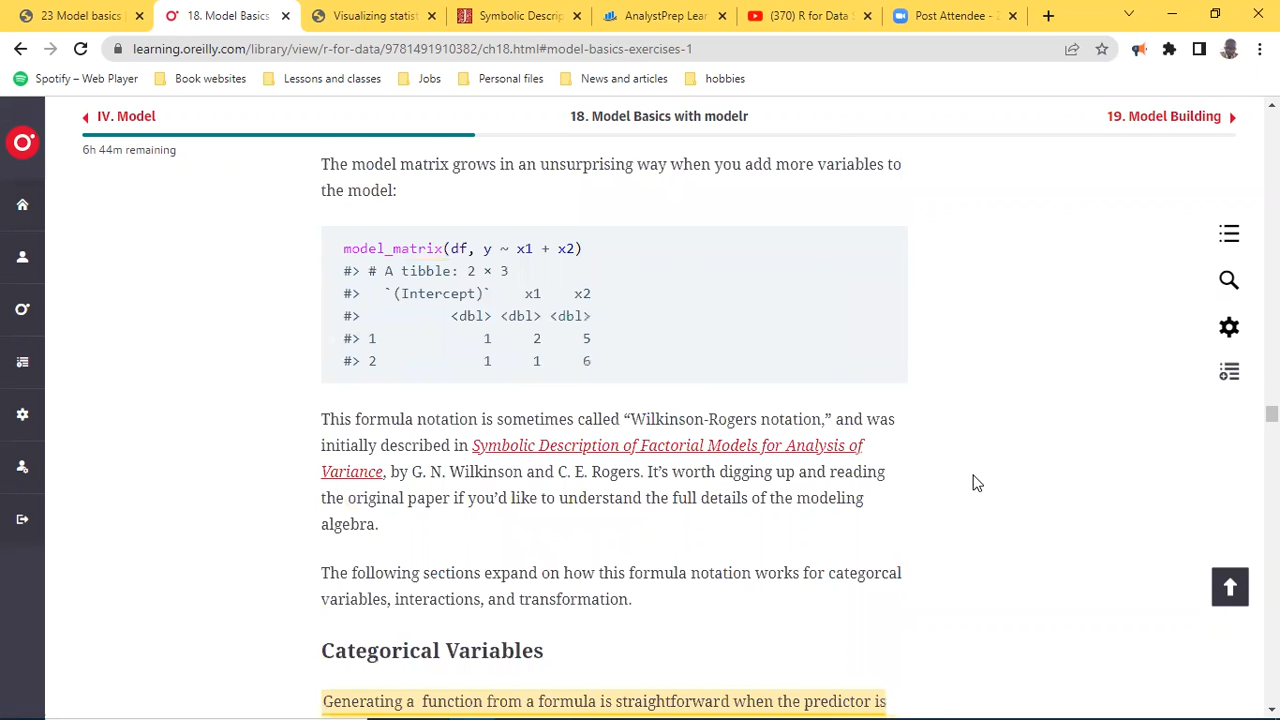 23 Model basics
18. Model Basics
Visualizing statist
Symbolic Descrip
AnalystPrep Lear
(370) R for Data
Post Attendee - Z
learning.oreilly.com/library/view/r-for-data/9781491910382/ch18.html#model-basics-exercises-1
Spotify – Web Player
Book websites
Lessons and classes
Jobs
Personal files
News and articles
hobbies
IV. Model
18. Model Basics with modelr
19. Model Building
6h 44m remaining
The model matrix grows in an unsurprising way when you add more variables to
the model:
model_matrix(df, y ~ x1 + x2)
#> # A tibble: 2 × 3
#> `(Intercept)` x1 x2
#> <dbl> <dbl> <dbl>
#> 1 1 2 5
#> 2 1 1 6
This formula notation is sometimes called “Wilkinson-Rogers notation,” and was
initially described in Symbolic Description of Factorial Models for Analysis of
Variance, by G. N. Wilkinson and C. E. Rogers. It’s worth digging up and reading
the original paper if you’d like to understand the full details of the modeling
algebra.
The following sections expand on how this formula notation works for categorcal
variables, interactions, and transformation.
Categorical Variables
Generating a function from a formula is straightforward when the predictor is